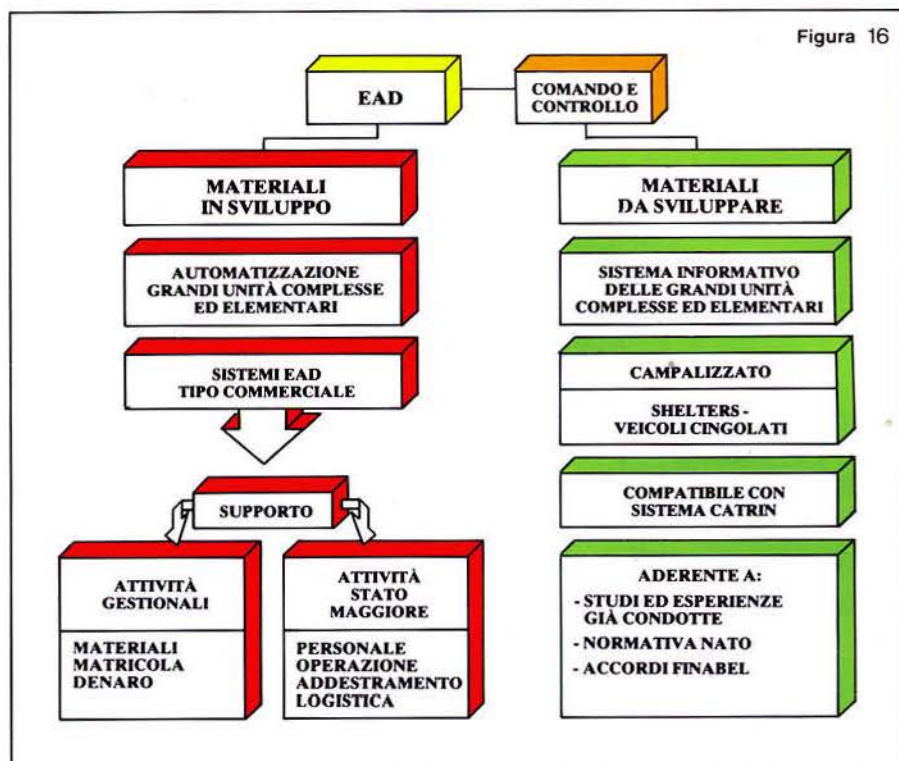 Figura 16
EAD
COMANDO E
CONTROLLO
MATERIALI
IN SVILUPPO
AUTOMATIZZAZIONE
GRANDI UNITÀ COMPLESSE
ED ELEMENTARI
SISTEMI EAD
TIPO COMMERCIALE
SUPPORTO
ATTIVITÀ
GESTIONALI
MATERIALI
MATRICOLA
DENARO
ATTIVITÀ
STATO
MAGGIORE
PERSONALE
OPERAZIONE
ADDESTRAMENTO
LOGISTICA
MATERIALI
DA SVILUPPARE
SISTEMA INFORMATIVO
DELLE GRANDI UNITÀ
COMPLESSE ED ELEMENTARI
CAMPALIZZATO
SHELTERS -
VEICOLI CINGOLATI
COMPATIBILE CON
SISTEMA CATRIN
ADERENTE A:
- STUDI ED ESPERIENZE
GIÀ CONDOTTE
- NORMATIVA NATO
- ACCORDI FINABEL